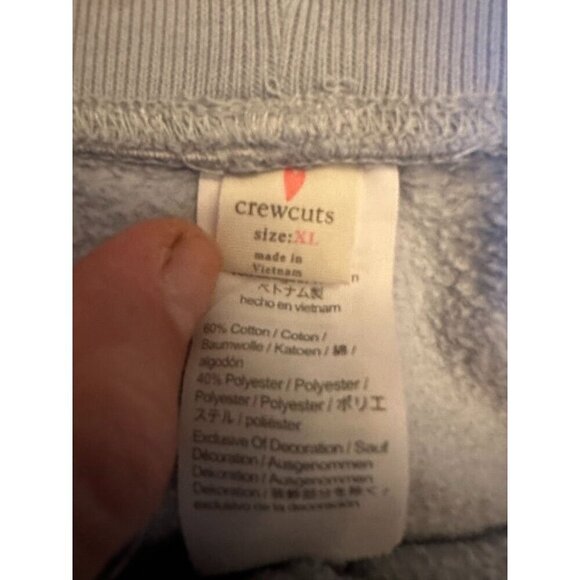 crewcuts
size:XL
made in
Vietnam
ベトナム製
hecho en vietnam
60% Cotton / Coton /
Baumwolle / Katoen / 綿 /
algodón
40% Polyester / Polyester /
Polyester / Polyester / ポリエ
ステル / poliéster
Exclusive Of Decoration / Sauf
Décoration / Ausgenommen
Dekoration /
Dekoration /
exclusivo de la decoración